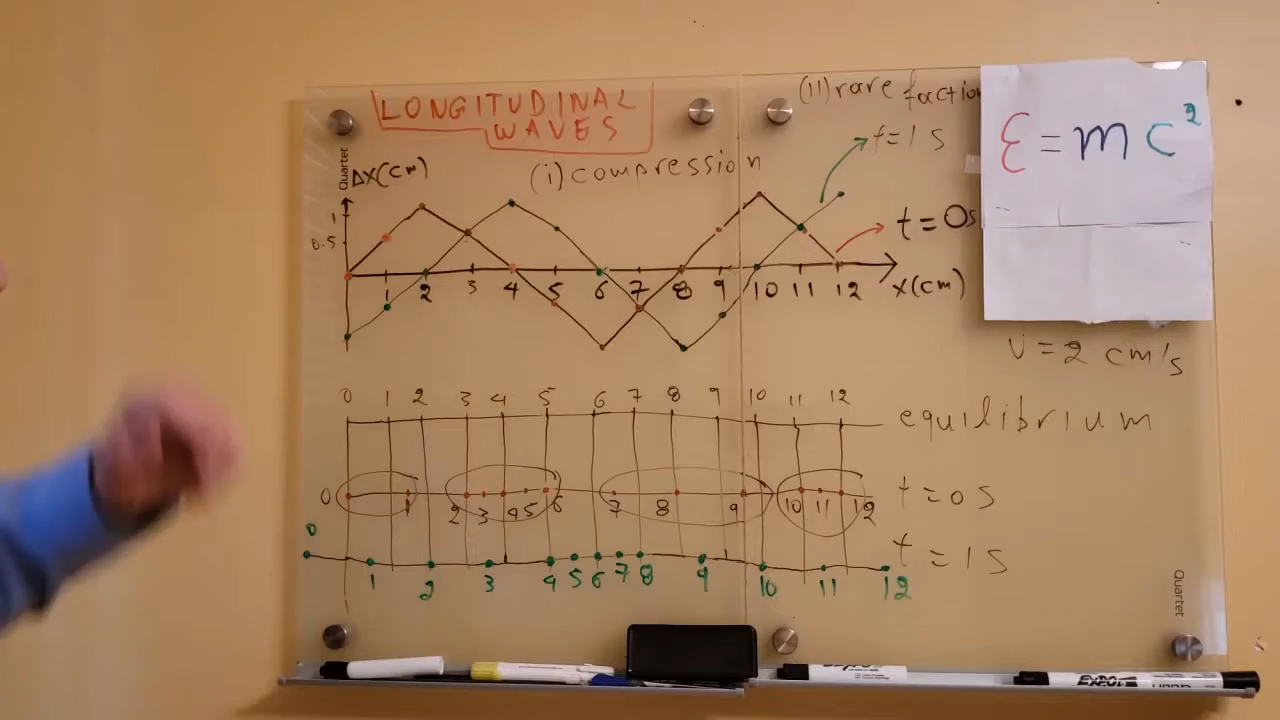 LONGITUDINAL
WAVES
(II) rarefaction
t=1 s
(i) compression
Δx(cm)
1
0.5
t=0s
1 2 3 4 5 6 7 8 9 10 11 12 x(cm)
Ɛ=mc²
v=2 cm/s
0 1 2 3 4 5 6 7 8 9 10 11 12 equilibrium
0 1 2 3 4 5 6 7 8 9 10 11 12 t=0s
0 1 2 3 4 5 6 7 8 9 10 11 12 t=1s
Quartet
Quartet
EXPO
EXPO